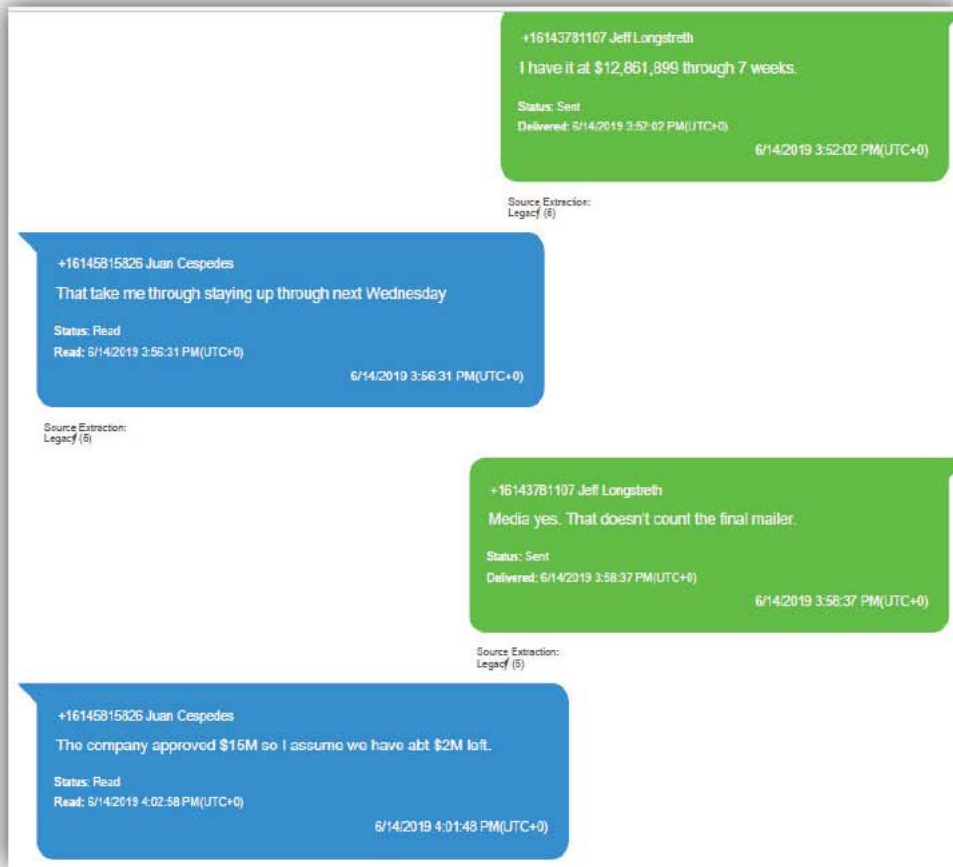 +16143781107 Jeff Longstreth
I have it at $12,861,899 through 7 weeks.
Status: Sent
Delivered: 6/14/2019 3:52:02 PM(UTC+0)
6/14/2019 3:52:02 PM(UTC+0)
Source Extraction:
Legacy (5)
+16145815826 Juan Cespedes
That take me through staying up through next Wednesday
Status: Read
Read: 6/14/2019 3:56:31 PM(UTC+0)
6/14/2019 3:56:31 PM(UTC+0)
Source Extraction:
Legacy (5)
+16143781107 Jeff Longstreth
Media yes. That doesn't count the final mailer.
Status: Sent
Delivered: 6/14/2019 3:58:37 PM(UTC+0)
6/14/2019 3:58:37 PM(UTC+0)
Source Extraction:
Legacy (5)
+16145815826 Juan Cespedes
The company approved $15M so I assume we have abt $2M left.
Status: Read
Read: 6/14/2019 4:02:58 PM(UTC+0)
6/14/2019 4:01:48 PM(UTC+0)